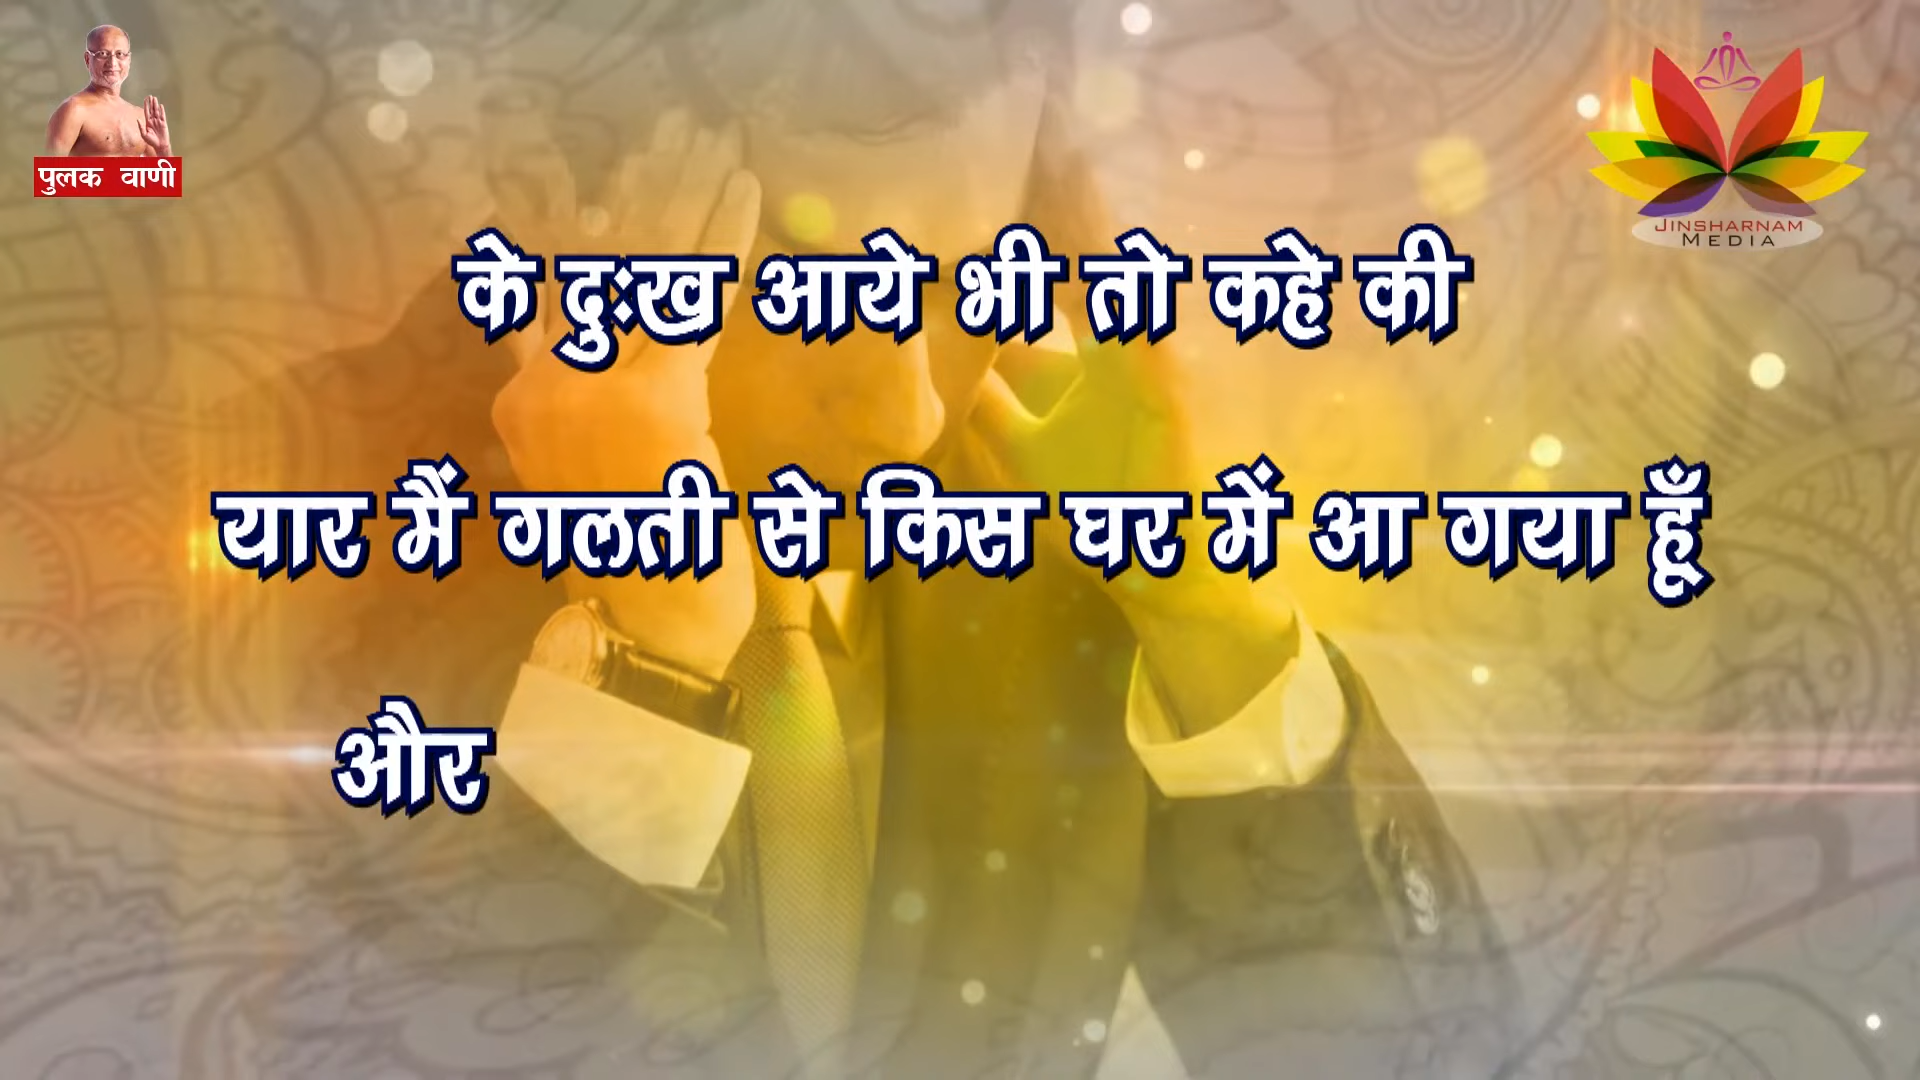 पुलक वाणी
JINSHARNAM
MEDIA
के दुःख आये भी तो कहे की
यार मैं गलती से किस घर में आ गया हूँ
और